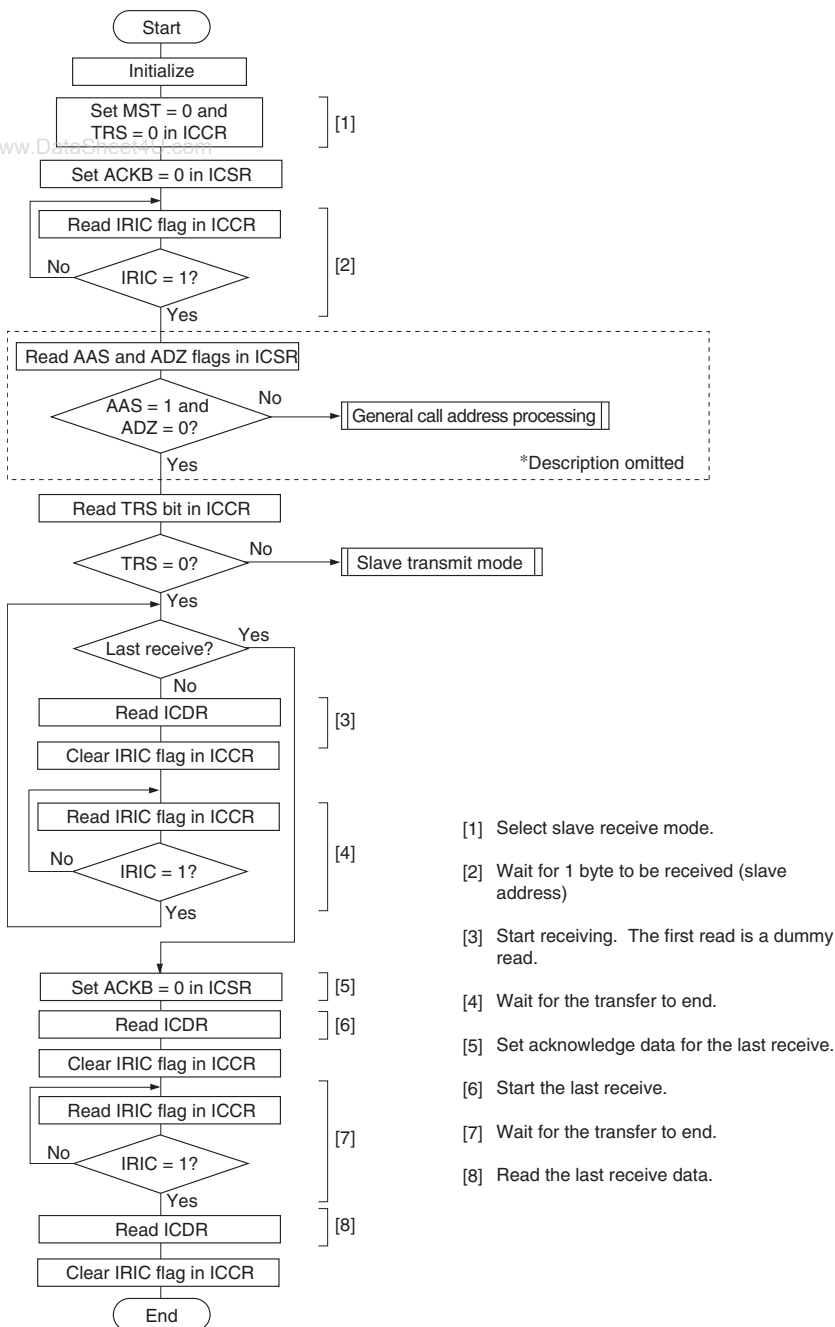 Start
Initialize
Set MST = 0 and
TRS = 0 in ICCR
[1]
ww.DataSheet4U.com
Set ACKB = 0 in ICSR
Read IRIC flag in ICCR
No
IRIC = 1?
[2]
Yes
Read AAS and ADZ flags in ICSR
AAS = 1 and
ADZ = 0?
No
General call address processing
Yes
*Description omitted
Read TRS bit in ICCR
TRS = 0?
No
Slave transmit mode
Yes
Last receive?
Yes
No
Read ICDR
[3]
Clear IRIC flag in ICCR
Read IRIC flag in ICCR
No
IRIC = 1?
[4]
Yes
Set ACKB = 0 in ICSR
[5]
Read ICDR
[6]
Clear IRIC flag in ICCR
Read IRIC flag in ICCR
No
IRIC = 1?
[7]
Yes
Read ICDR
[8]
Clear IRIC flag in ICCR
End
[1] Select slave receive mode.
[2] Wait for 1 byte to be received (slave
address)
[3] Start receiving. The first read is a dummy
read.
[4] Wait for the transfer to end.
[5] Set acknowledge data for the last receive.
[6] Start the last receive.
[7] Wait for the transfer to end.
[8] Read the last receive data.